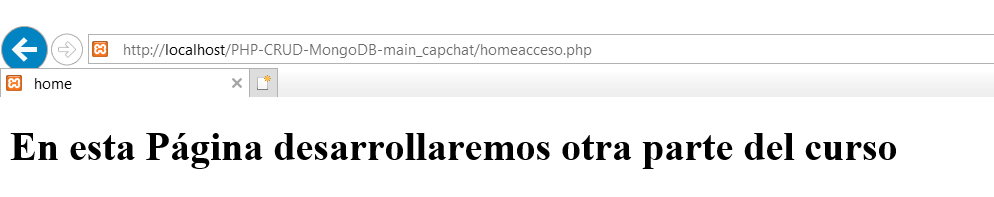 http://localhost/PHP-CRUD-MongoDB-main_capchat/homeacceso.php
home
En esta Página desarrollaremos otra parte del curso